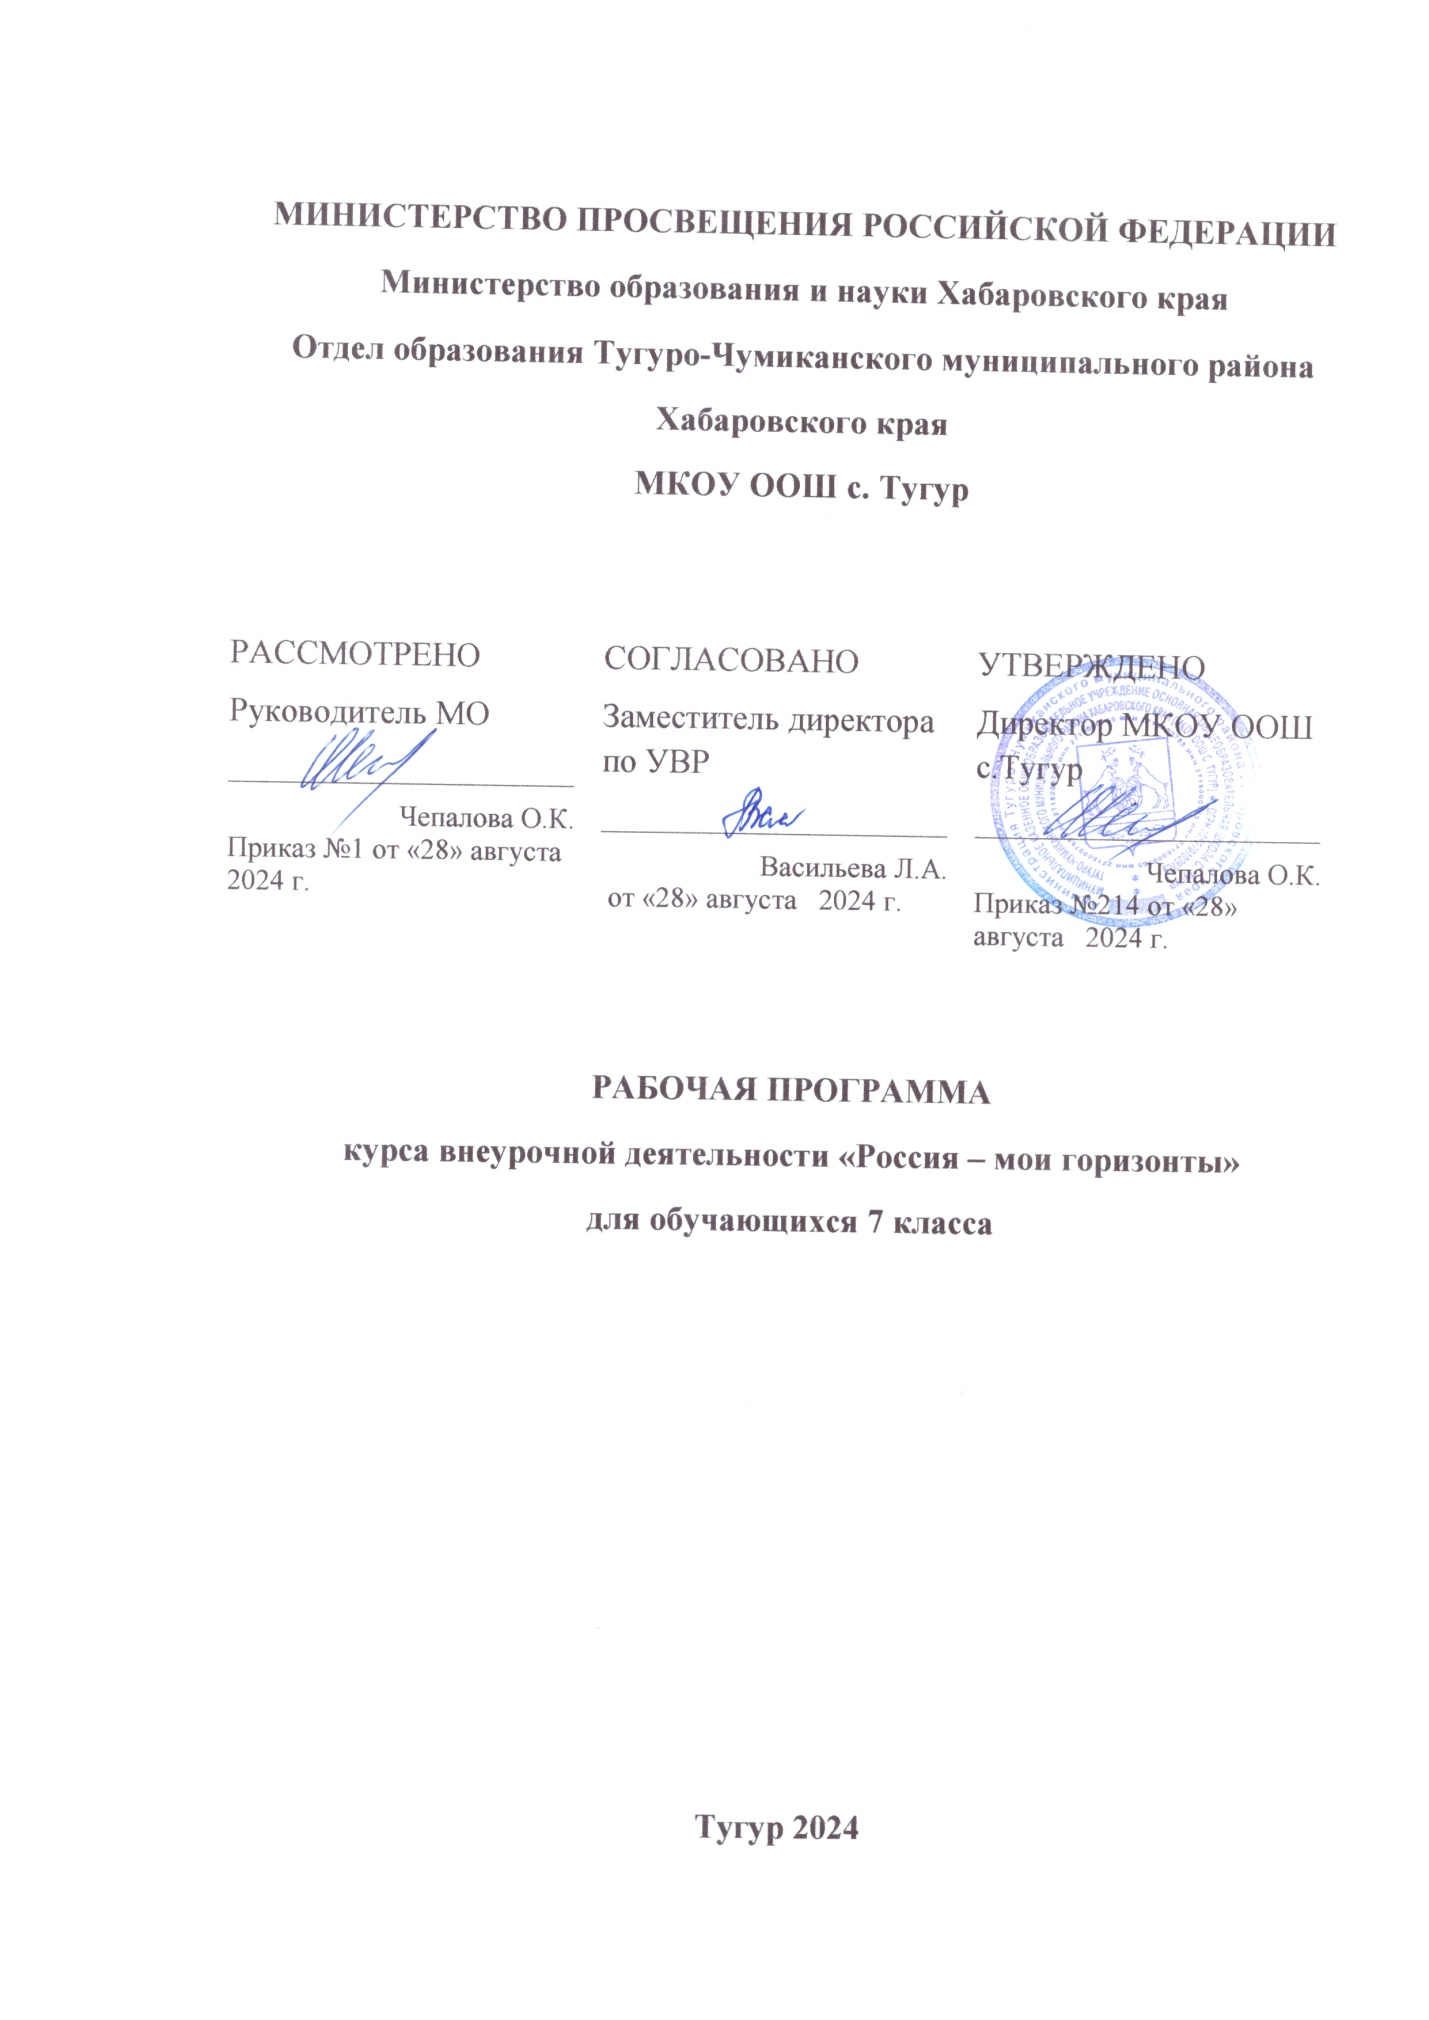 МИНИСТЕРСТВО ПРОСВЕЩЕНИЯ РОССИЙСКОЙ ФЕДЕРАЦИИ
Министерство образования и науки Хабаровского края
Отдел образования Тугуро-Чумиканского муниципального района
Хабаровского края
МКОУ ООШ с. Тугур
РАССМОТРЕНО
Руководитель МО
Чепалова О.К.
Приказ №1 от «28» августа
2024 г.
СОГЛАСОВАНО
Заместитель директора
по УВР
Васильева Л.А.
от «28» августа 2024 г.
УТВЕРЖДЕНО
Директор МКОУ ООШ
с.Тугур
Чепалова О.К.
Приказ №214 от «28»
августа 2024 г.
РАБОЧАЯ ПРОГРАММА
курса внеурочной деятельности «Россия – мои горизонты»
для обучающихся 7 класса
Тугур 2024